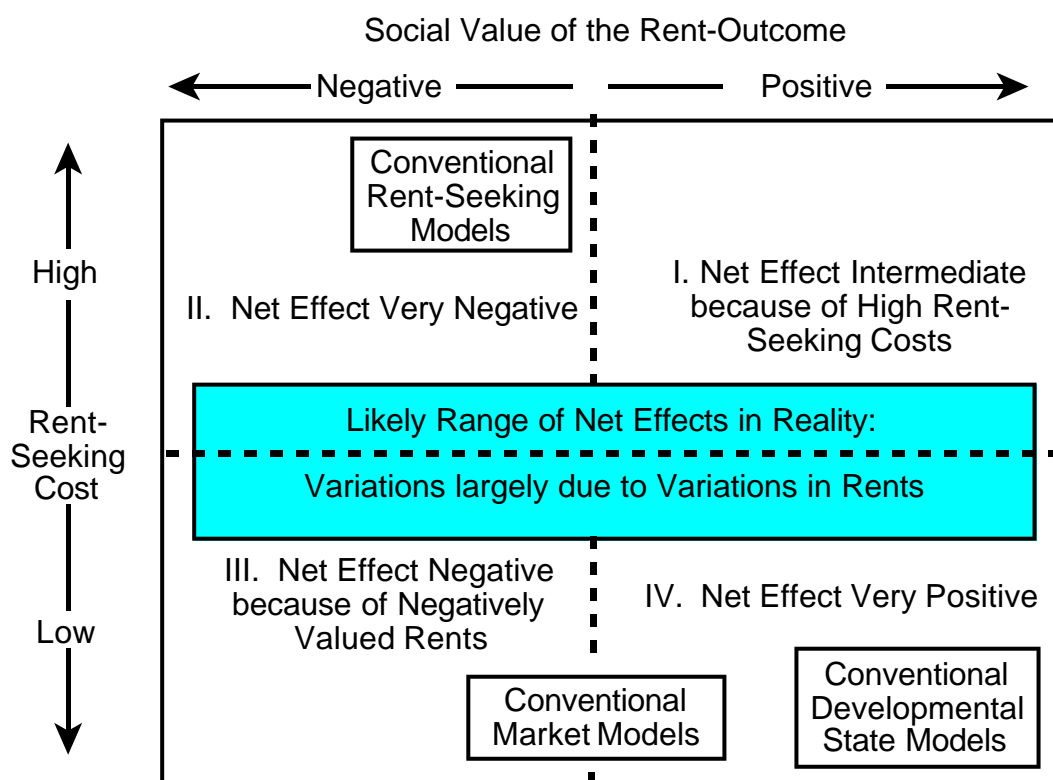 Social Value of the Rent-Outcome
Negative
Positive
Conventional
Rent-Seeking
Models
High
II. Net Effect Very Negative
I. Net Effect Intermediate
because of High Rent-
Seeking Costs
Rent-
Seeking
Cost
Likely Range of Net Effects in Reality:
Variations largely due to Variations in Rents
III. Net Effect Negative
because of Negatively
Valued Rents
IV. Net Effect Very Positive
Low
Conventional
Market Models
Conventional
Developmental
State Models